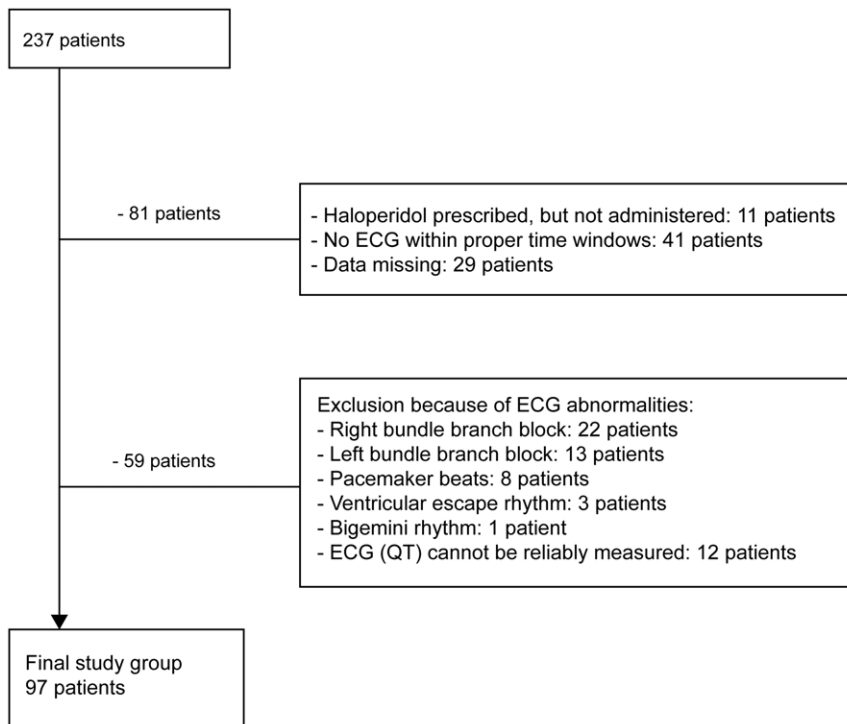 237 patients
- 81 patients
- Haloperidol prescribed, but not administered: 11 patients
- No ECG within proper time windows: 41 patients
- Data missing: 29 patients
- 59 patients
Exclusion because of ECG abnormalities:
- Right bundle branch block: 22 patients
- Left bundle branch block: 13 patients
- Pacemaker beats: 8 patients
- Ventricular escape rhythm: 3 patients
- Bigemini rhythm: 1 patient
- ECG (QT) cannot be reliably measured: 12 patients
Final study group
97 patients